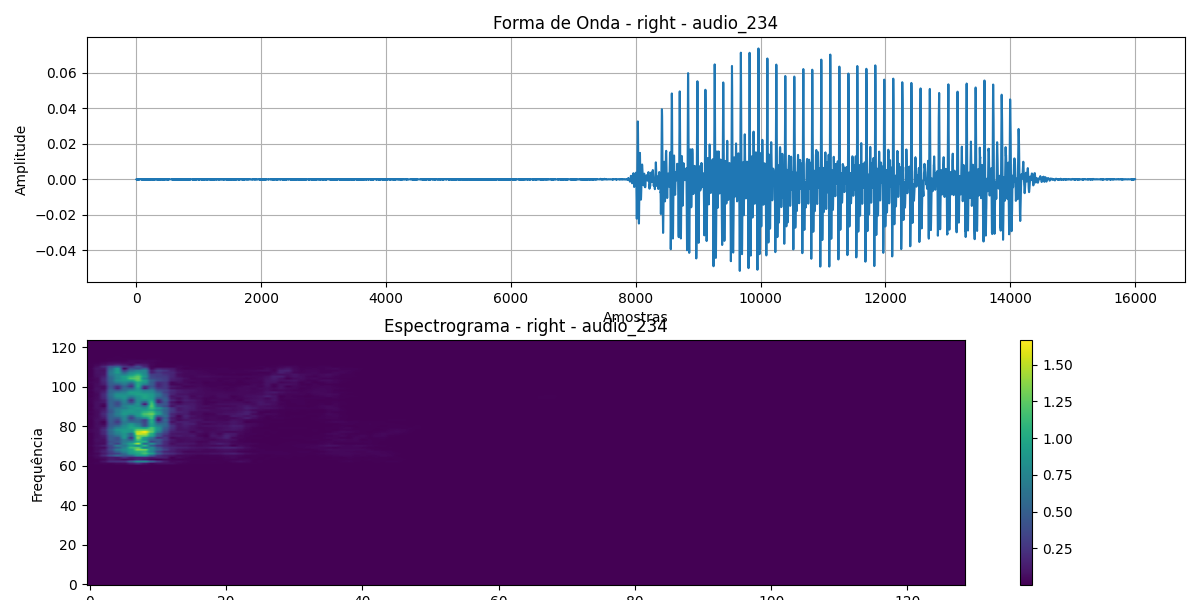 Forma de Onda - right - audio_234
Amplitude
0.06
0.04
0.02
0.00
−0.02
−0.04
0 2000 4000 6000 8000 10000 12000 14000 16000
Amostras
Espectrograma - right - audio_234
Frequência
120
100
80
60
40
20
0
0 20 40 60 80 100 120
1.50
1.25
1.00
0.75
0.50
0.25